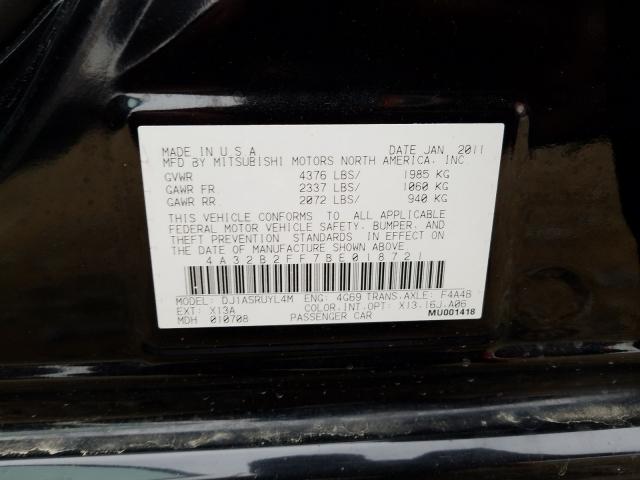 MADE IN U.S.A DATE JAN 2011
MFD BY MITSUBISHI MOTORS NORTH AMERICA, INC
GVWR 4376 LBS/ 1985 KG
GAWR FR. 2337 LBS/ 1060 KG
GAWR RR. 2072 LBS/ 940 KG
THIS VEHICLE CONFORMS TO ALL APPLICABLE
FEDERAL MOTOR VEHICLE SAFETY, BUMPER, AND
THEFT PREVENTION STANDARDS IN EFFECT ON
THE DATE OF MANUFACTURE SHOWN ABOVE.
4A32B2FF7BE018721
MODEL: DJ1ASRUYL4M ENG: 4G69 TRANS.AXLE: F4A4B
EXT: X13A COLOR.INT.OPT: X13.16J.A06
MDH 010708 PASSENGER CAR MU001418